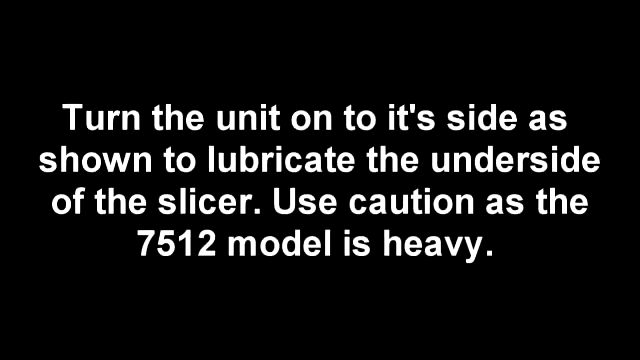 Turn the unit on to it's side as
shown to lubricate the underside
of the slicer. Use caution as the
7512 model is heavy.